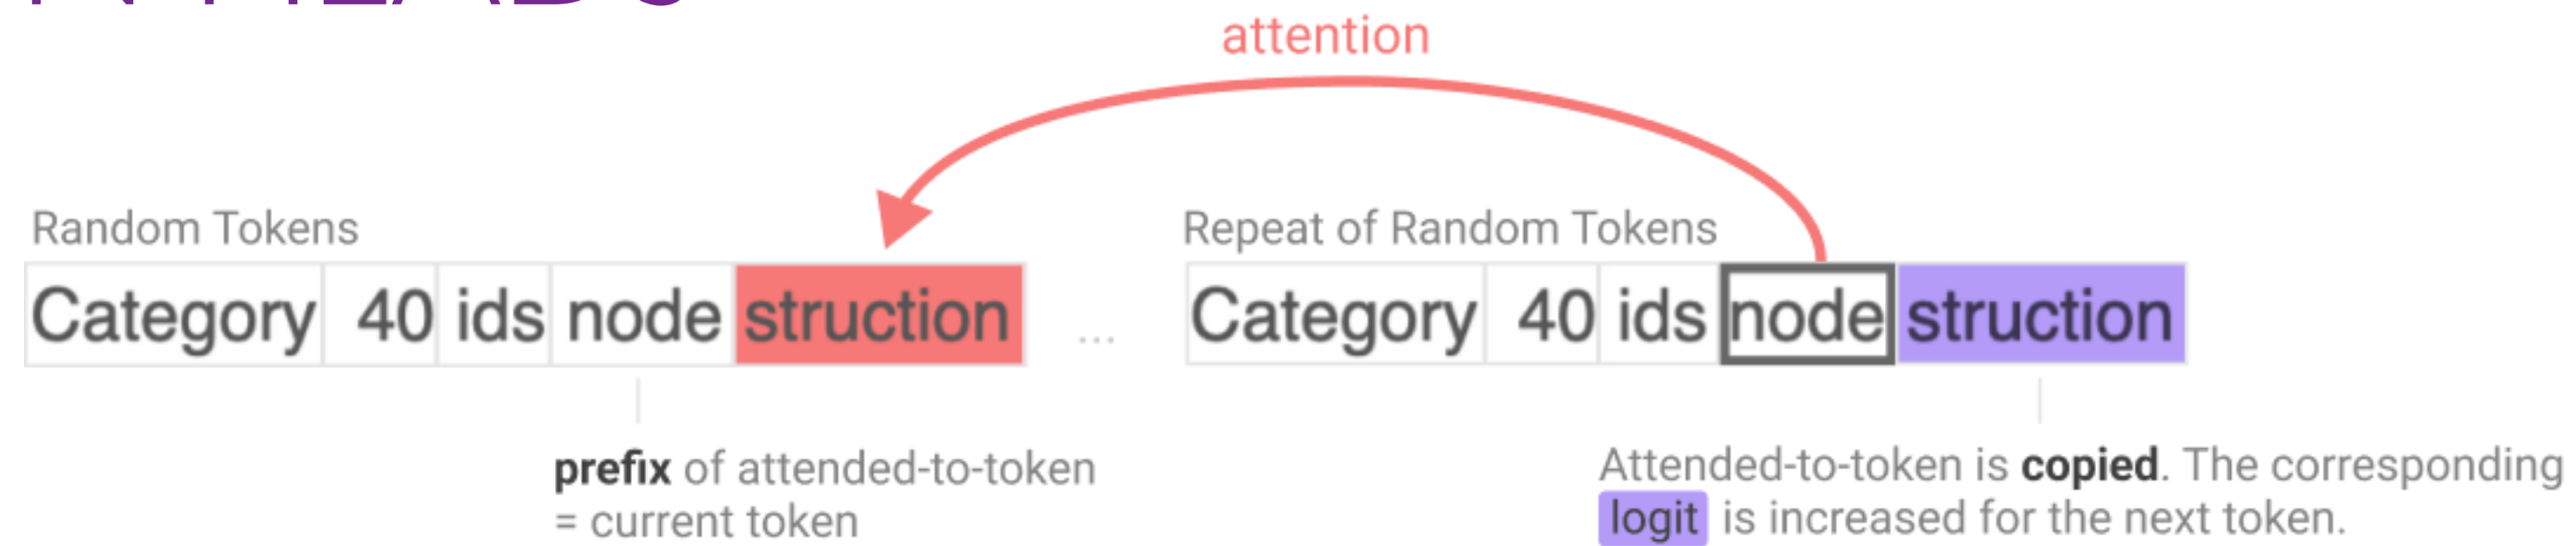 attention
Random Tokens
Repeat of Random Tokens
Category 40 ids node struction ... Category 40 ids node struction
prefix of attended-to-token
= current token
Attended-to-token is copied. The corresponding
logit is increased for the next token.